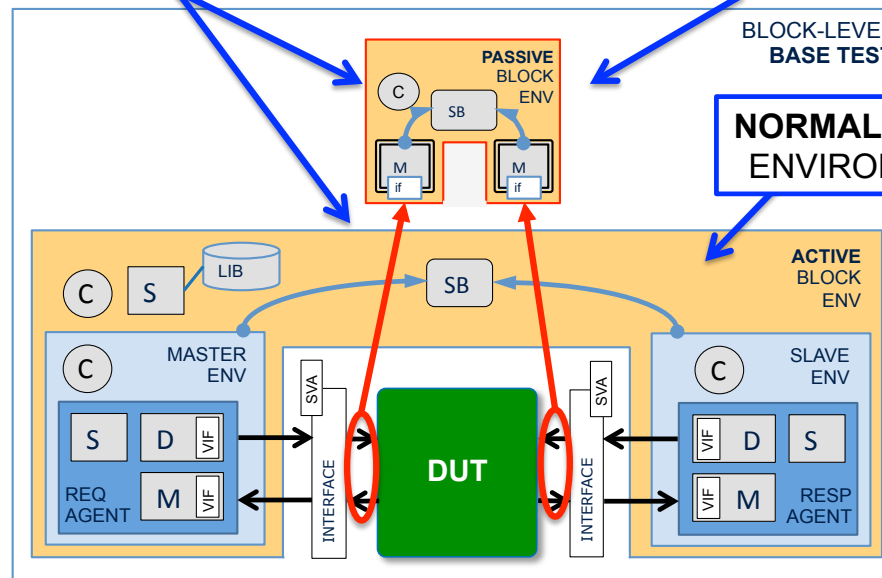 BLOCK-LEVE
BASE TEST
PASSIVE
BLOCK
ENV
C
SB
M
if
M
if
NORMAL
ENVIRO
ACTIVE
BLOCK
ENV
C
S
LIB
SB
MASTER
ENV
C
S
D
VIF
REQ
AGENT
M
VIF
SVA
INTERFACE
DUT
SVA
INTERFACE
SLAVE
ENV
C
VIF
D
S
VIF
M
RESP
AGENT